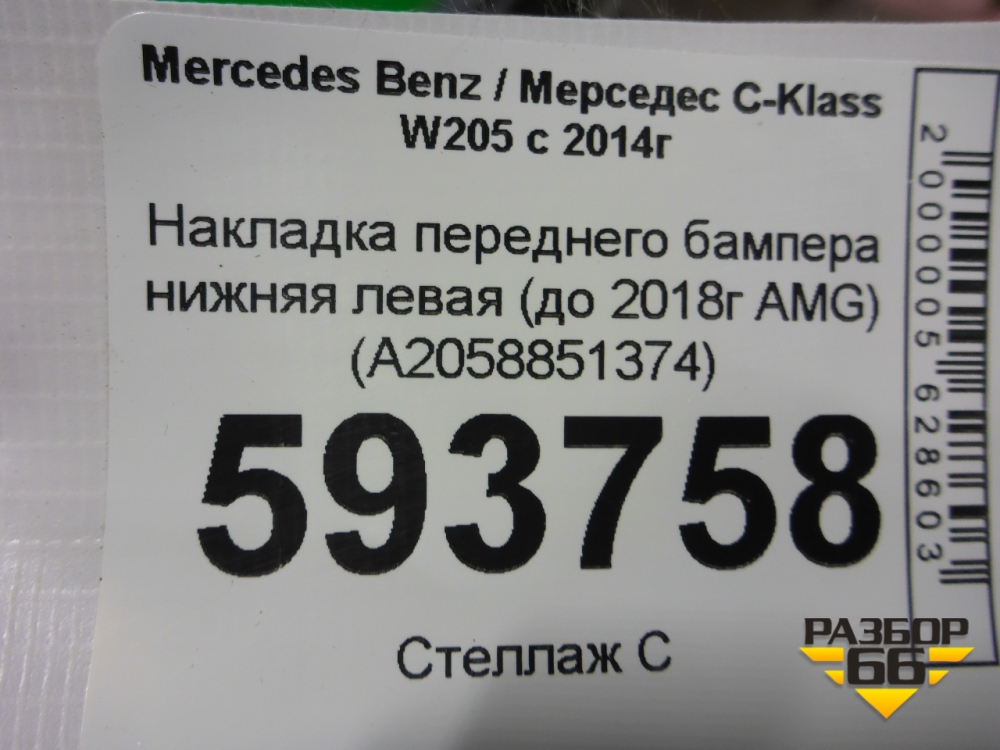 Mercedes Benz / Мерседес C-Klass
W205 с 2014г
Накладка переднего бампера
нижняя левая (до 2018г AMG)
(A2058851374)
593758
Стеллаж С
2000005628603
РАЗБОР
66